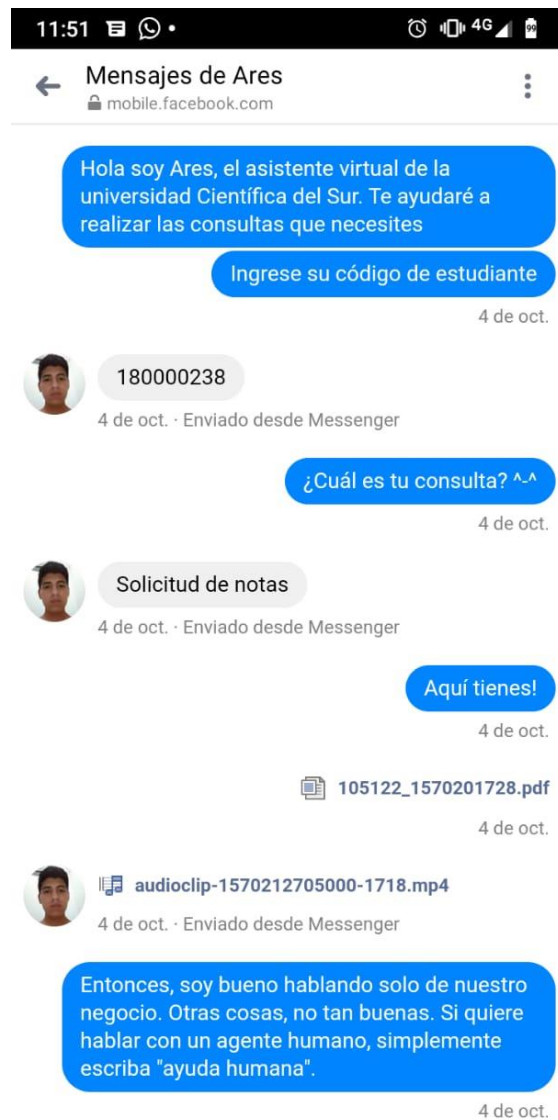 11:51
4G
99
Mensajes de Ares
mobile.facebook.com
Hola soy Ares, el asistente virtual de la
universidad Científica del Sur. Te ayudaré a
realizar las consultas que necesites
Ingrese su código de estudiante
4 de oct.
180000238
4 de oct. · Enviado desde Messenger
¿Cuál es tu consulta? ^-^
4 de oct.
Solicitud de notas
4 de oct. · Enviado desde Messenger
Aquí tienes!
4 de oct.
105122_1570201728.pdf
4 de oct.
audioclip-1570212705000-1718.mp4
4 de oct. · Enviado desde Messenger
Entonces, soy bueno hablando solo de nuestro
negocio. Otras cosas, no tan buenas. Si quiere
hablar con un agente humano, simplemente
escriba "ayuda humana".
4 de oct.